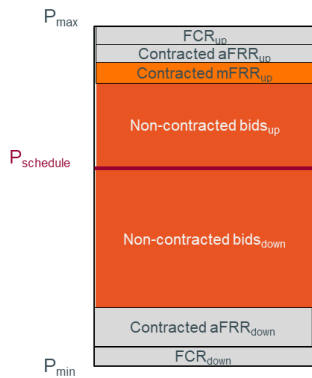 Pmax
FCRup
Contracted aFRRup
Contracted mFRRup
Non-contracted bidsup
Pschedule
Non-contracted bidsdown
Contracted aFRRdown
FCRdown
Pmin